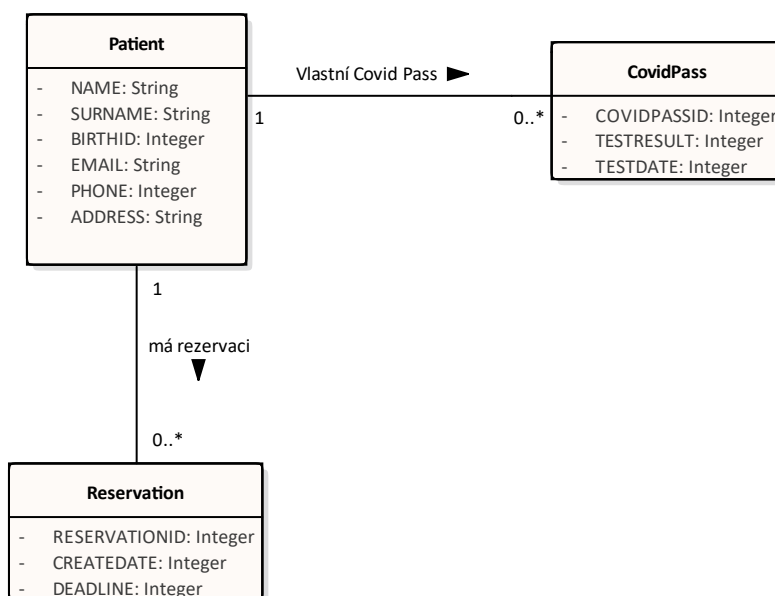 Patient
- NAME: String
- SURNAME: String
- BIRTHID: Integer
- EMAIL: String
- PHONE: Integer
- ADDRESS: String
Vlastní Covid Pass
1
0..*
CovidPass
- COVIDPASSID: Integer
- TESTRESULT: Integer
- TESTDATE: Integer
1
má rezervaci
0..*
Reservation
- RESERVATIONID: Integer
- CREATEDATE: Integer
- DEADLINE: Integer